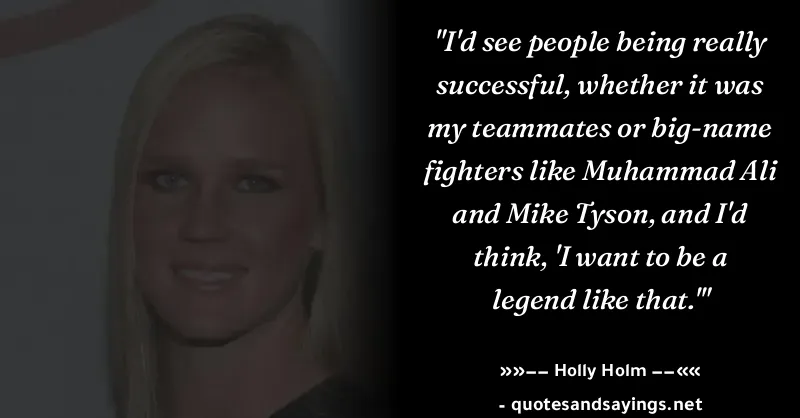 "I'd see people being really
successful, whether it was
my teammates or big-name
fighters like Muhammad Ali
and Mike Tyson, and I'd
think, 'I want to be a
legend like that.'"
»»—— Holly Holm ——««
- quotesandsayings.net